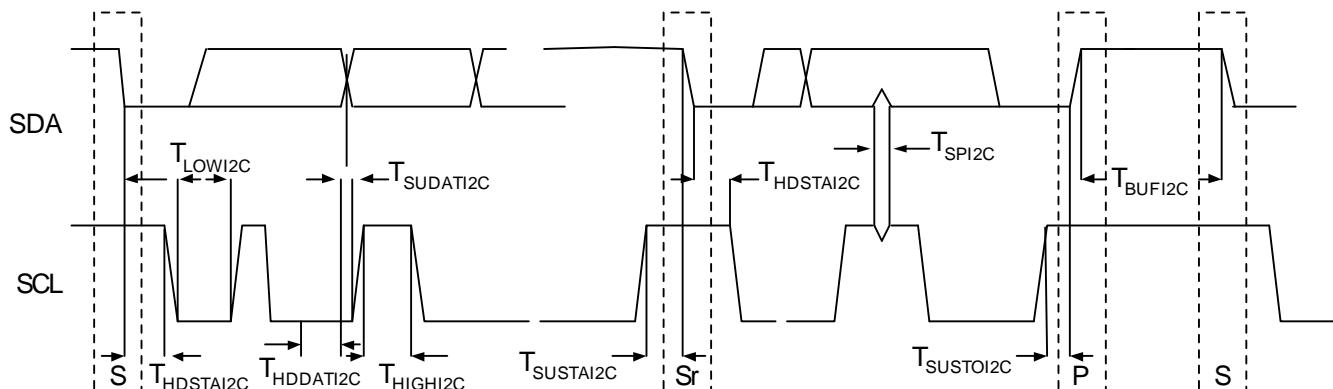 SDA
T_LOWI2C
T_SUDATI2C
T_HDSTAI2C
T_SPI2C
T_BUFI2C
SCL
S
T_HDSTAI2C
T_HDDATI2C
T_HIGHI2C
T_SUSTAI2C
Sr
T_SUSTOI2C
P
S